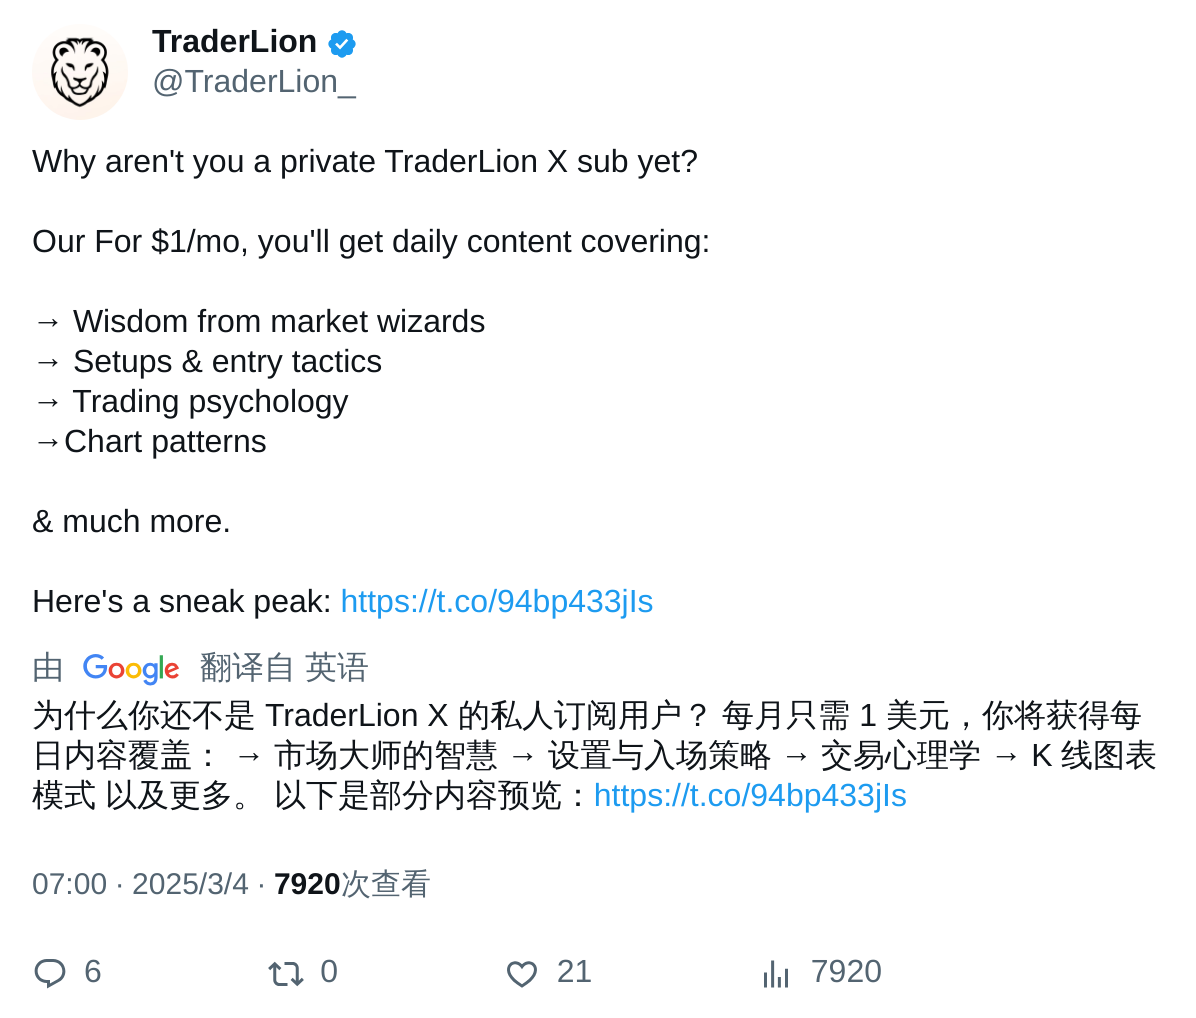 TraderLion
@TraderLion_
Why aren't you a private TraderLion X sub yet?
Our For $1/mo, you'll get daily content covering:
→ Wisdom from market wizards
→ Setups & entry tactics
→ Trading psychology
→Chart patterns
& much more.
Here's a sneak peak: https://t.co/94bp433jIs
由 Google 翻译自 英语
为什么你还不是 TraderLion X 的私人订阅用户？ 每月只需 1 美元，你将获得每
日内容覆盖： → 市场大师的智慧 → 设置与入场策略 → 交易心理学 → K 线图表
模式 以及更多。 以下是部分内容预览：https://t.co/94bp433jIs
07:00 · 2025/3/4 · 7920次查看
6 0 21 7920